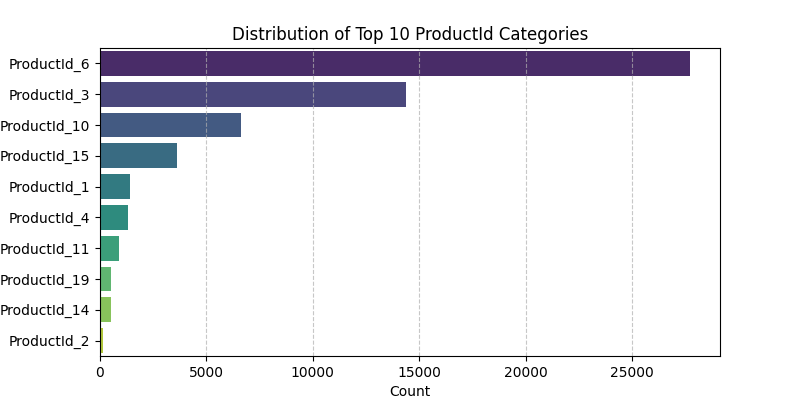 Distribution of Top 10 ProductId Categories
ProductId_6
ProductId_3
ProductId_10
ProductId_15
ProductId_1
ProductId_4
ProductId_11
ProductId_19
ProductId_14
ProductId_2
0 5000 10000 15000 20000 25000
Count